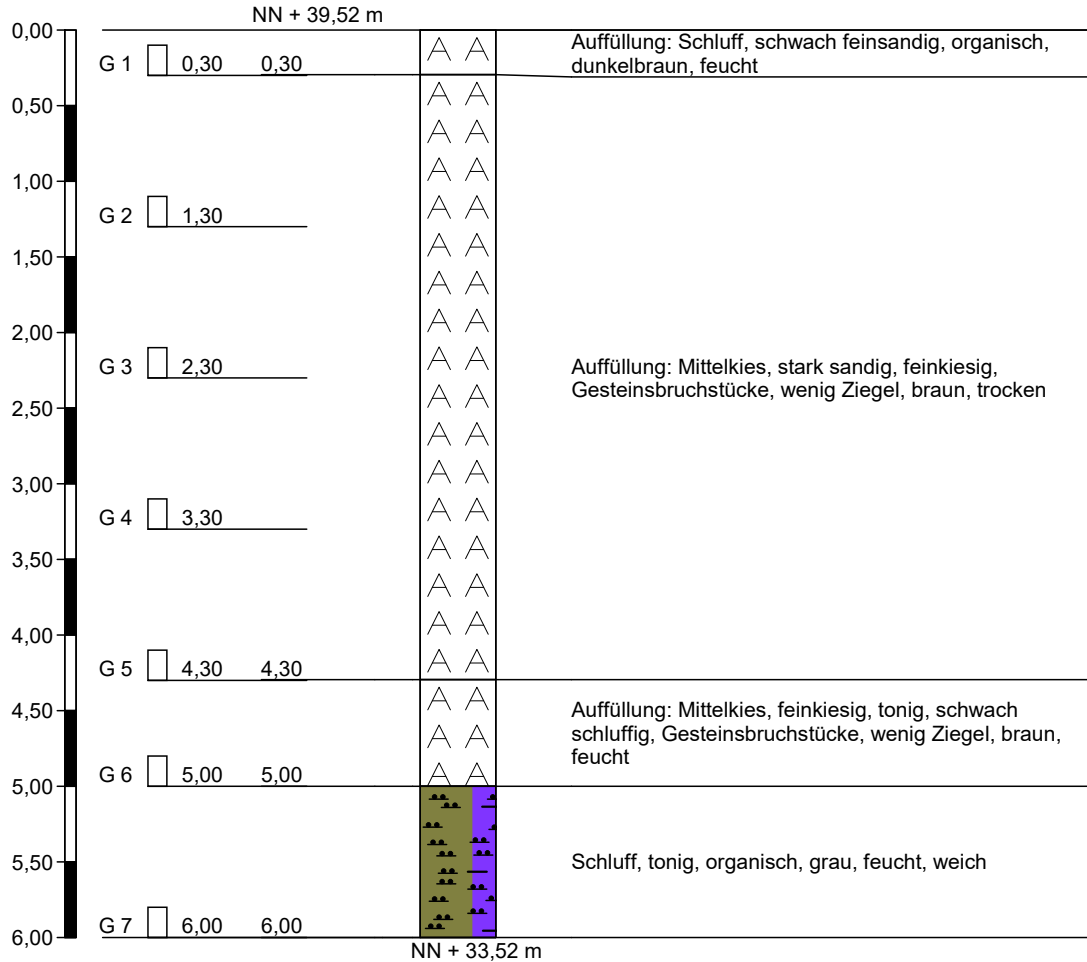 NN + 39,52 m
0,00
Auffüllung: Schluff, schwach feinsandig, organisch,
dunkelbraun, feucht
G 1 0,30 0,30
0,50
1,00
G 2 1,30
1,50
2,00
G 3 2,30
Auffüllung: Mittelkies, stark sandig, feinkiesig,
Gesteinsbruchstücke, wenig Ziegel, braun, trocken
2,50
3,00
G 4 3,30
3,50
4,00
G 5 4,30 4,30
4,50
Auffüllung: Mittelkies, feinkiesig, tonig, schwach
schluffig, Gesteinsbruchstücke, wenig Ziegel, braun,
feucht
G 6 5,00 5,00
5,00
5,50
Schluff, tonig, organisch, grau, feucht, weich
G 7 6,00 6,00
6,00
NN + 33,52 m